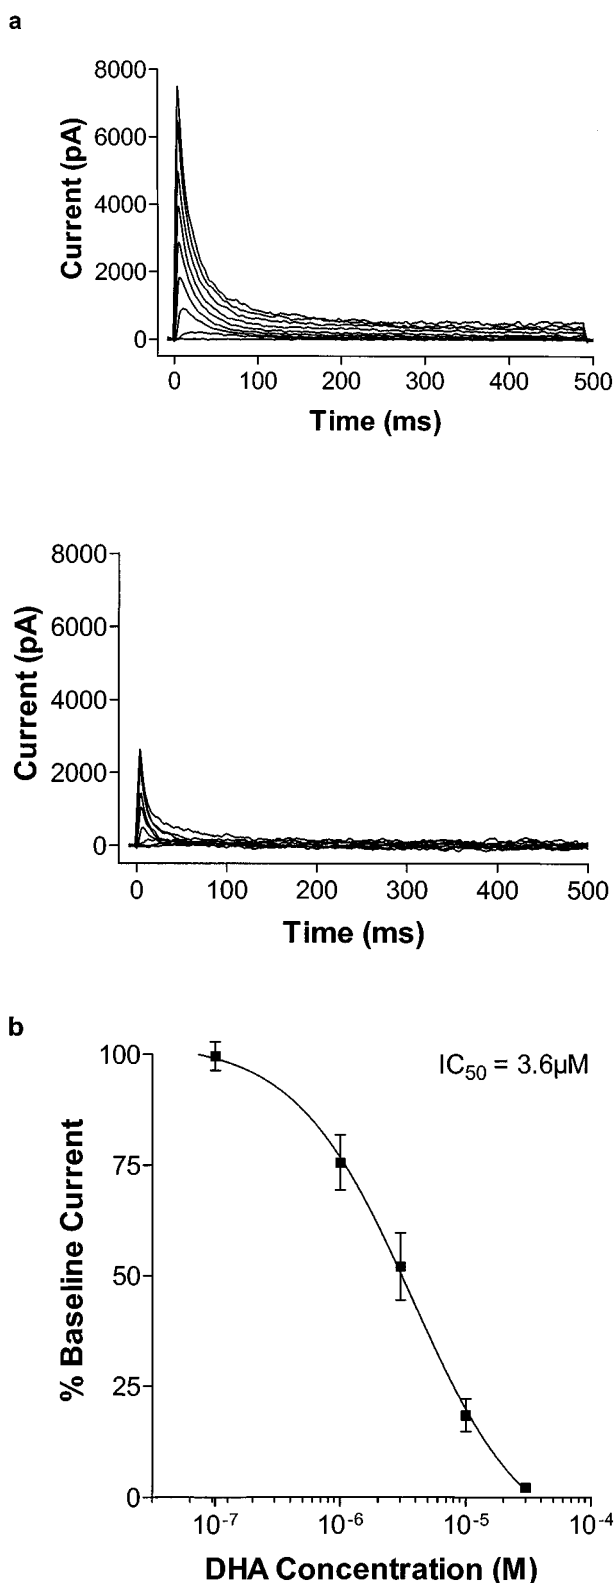 a
8000
6000
4000
2000
0
Current (pA)
0 100 200 300 400 500
Time (ms)
8000
6000
4000
2000
0
Current (pA)
0 100 200 300 400 500
Time (ms)
b
IC50 = 3.6µM
100
75
50
25
0
% Baseline Current
10-7 10-6 10-5 10-4
DHA Concentration (M)